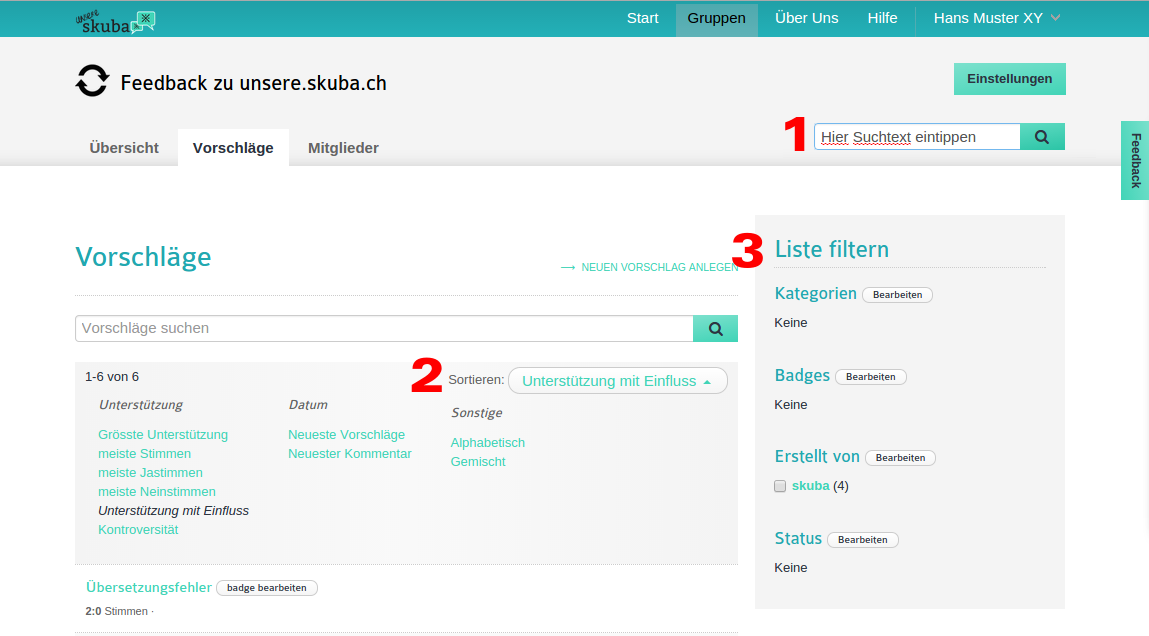 unsere skuba
Start Gruppen Über Uns Hilfe Hans Muster XY
Feedback zu unsere.skuba.ch
Einstellungen
1 Hier Suchtext eintippen
Übersicht Vorschläge Mitglieder
Feedback
Vorschläge
→ NEUEN VORSCHLAG ANLEGEN
Vorschläge suchen
1-6 von 6
2 Sortieren: Unterstützung mit Einfluss
Unterstützung
Grösste Unterstützung
meiste Stimmen
meiste Jastimmen
meiste Neinstimmen
Unterstützung mit Einfluss
Kontroversität
Datum
Neueste Vorschläge
Neuester Kommentar
Sonstige
Alphabetisch
Gemischt
Übersetzungsfehler badge bearbeiten
2:0 Stimmen ·
3 Liste filtern
Kategorien Bearbeiten
Keine
Badges Bearbeiten
Keine
Erstellt von Bearbeiten
skuba (4)
Status Bearbeiten
Keine